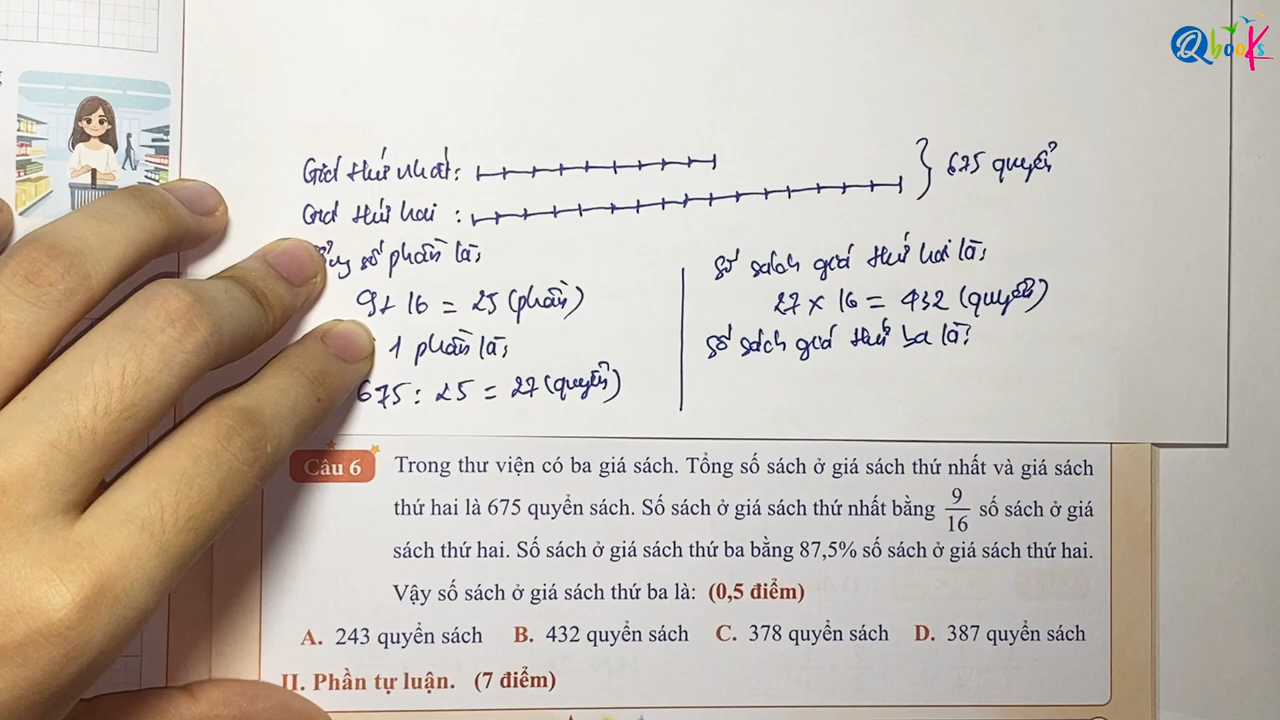 Qbooks
Giá thứ nhất:
} 675 quyển
Giá thứ hai :
số phần là:
9 + 16 = 25 (phần)
1 phần là:
675 : 25 = 27 (quyển)
Số sách giá thứ hai là:
27 x 16 = 432 (quyển)
Số sách giá thứ ba là:
Câu 6 Trong thư viện có ba giá sách. Tổng số sách ở giá sách thứ nhất và giá sách
thứ hai là 675 quyển sách. Số sách ở giá sách thứ nhất bằng 9/16 số sách ở giá
sách thứ hai. Số sách ở giá sách thứ ba bằng 87,5% số sách ở giá sách thứ hai.
Vậy số sách ở giá sách thứ ba là: (0,5 điểm)
A. 243 quyển sách B. 432 quyển sách C. 378 quyển sách D. 387 quyển sách
II. Phần tự luận. (7 điểm)